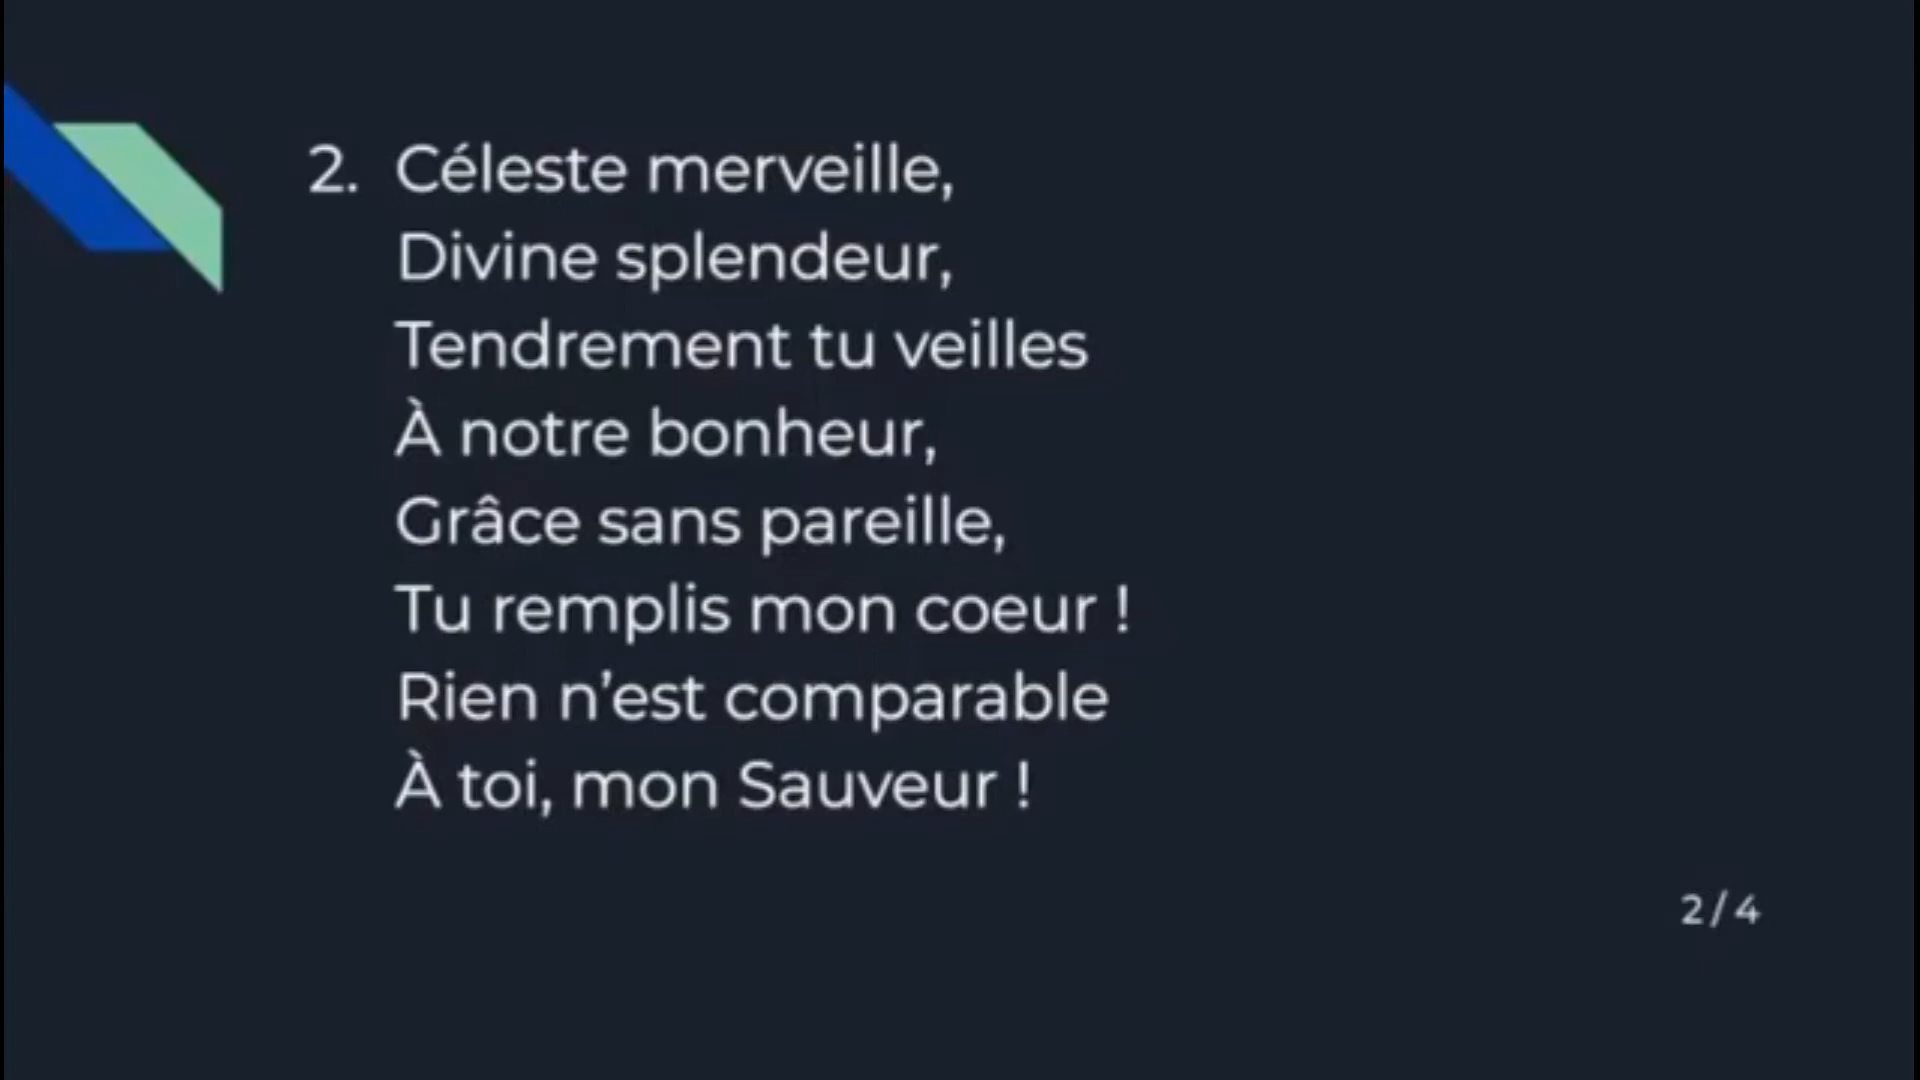 2. Céleste merveille,
Divine splendeur,
Tendrement tu veilles
À notre bonheur,
Grâce sans pareille,
Tu remplis mon coeur !
Rien n’est comparable
À toi, mon Sauveur !
2 / 4